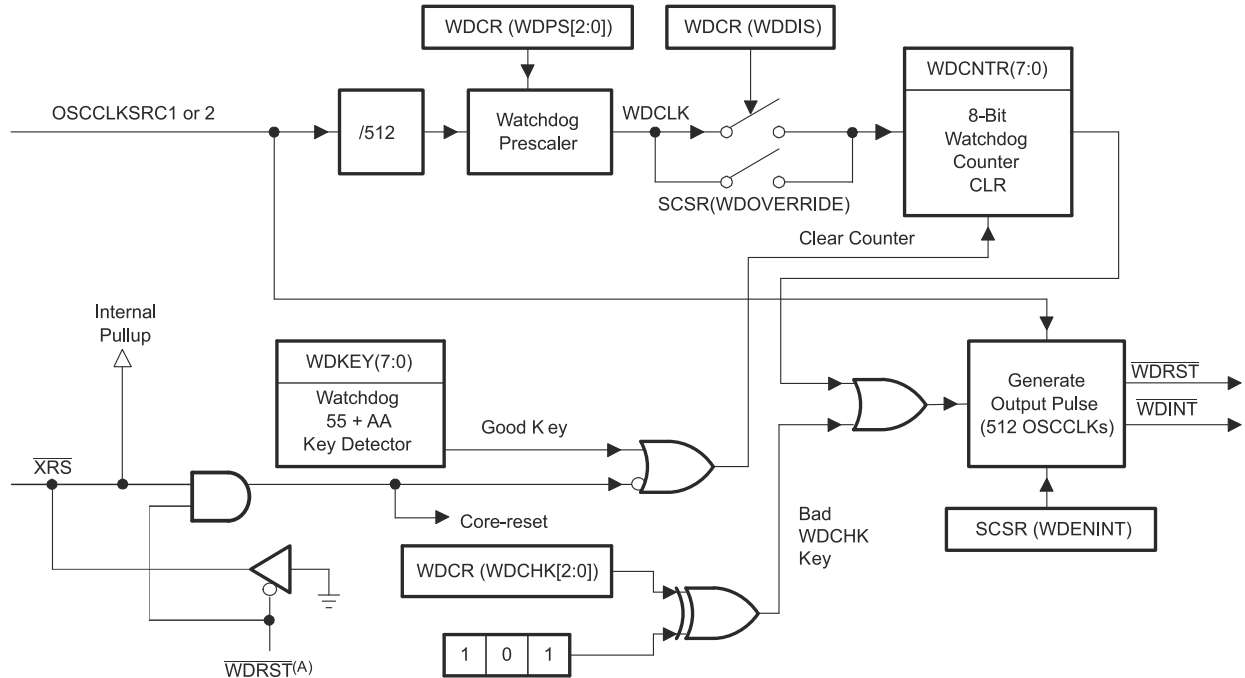 WDCR (WDPS[2:0])
WDCR (WDDIS)
WDCNTR(7:0)
OSCCLKSRC1 or 2
/512
Watchdog
Prescaler
WDCLK
8-Bit
Watchdog
Counter
CLR
SCSR(WDOVERRIDE)
Clear Counter
Internal
Pullup
WDKEY(7:0)
Watchdog
55 + AA
Key Detector
Good Key
Generate
Output Pulse
(512 OSCCLKs)
WDRST
WDINT
XRS
Core-reset
Bad
WDCHK
Key
SCSR (WDENINT)
WDCR (WDCHK[2:0])
1 0 1
WDRST(A)